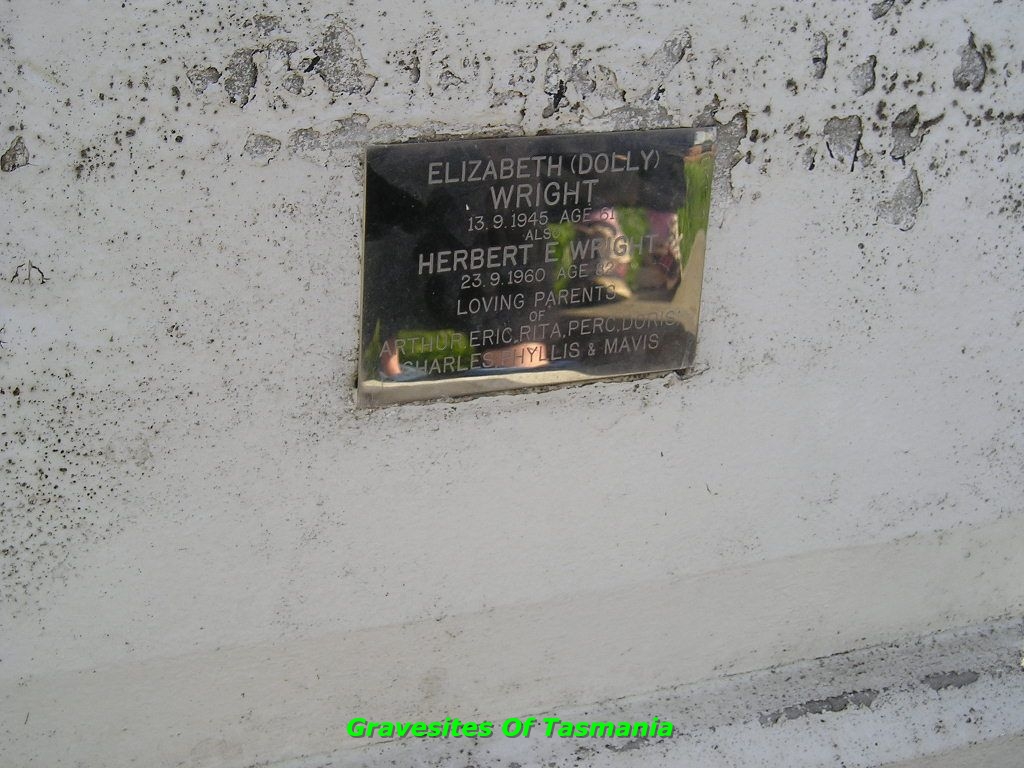 ELIZABETH (DOLLY)
WRIGHT
13.9.1945 AGE 61
ALSO
HERBERT E WRIGHT
23.9.1960 AGE 82
LOVING PARENTS
OF
ARTHUR, ERIC, RITA, PERC, DORIS,
CHARLES, PHYLLIS & MAVIS
Gravesites Of Tasmania